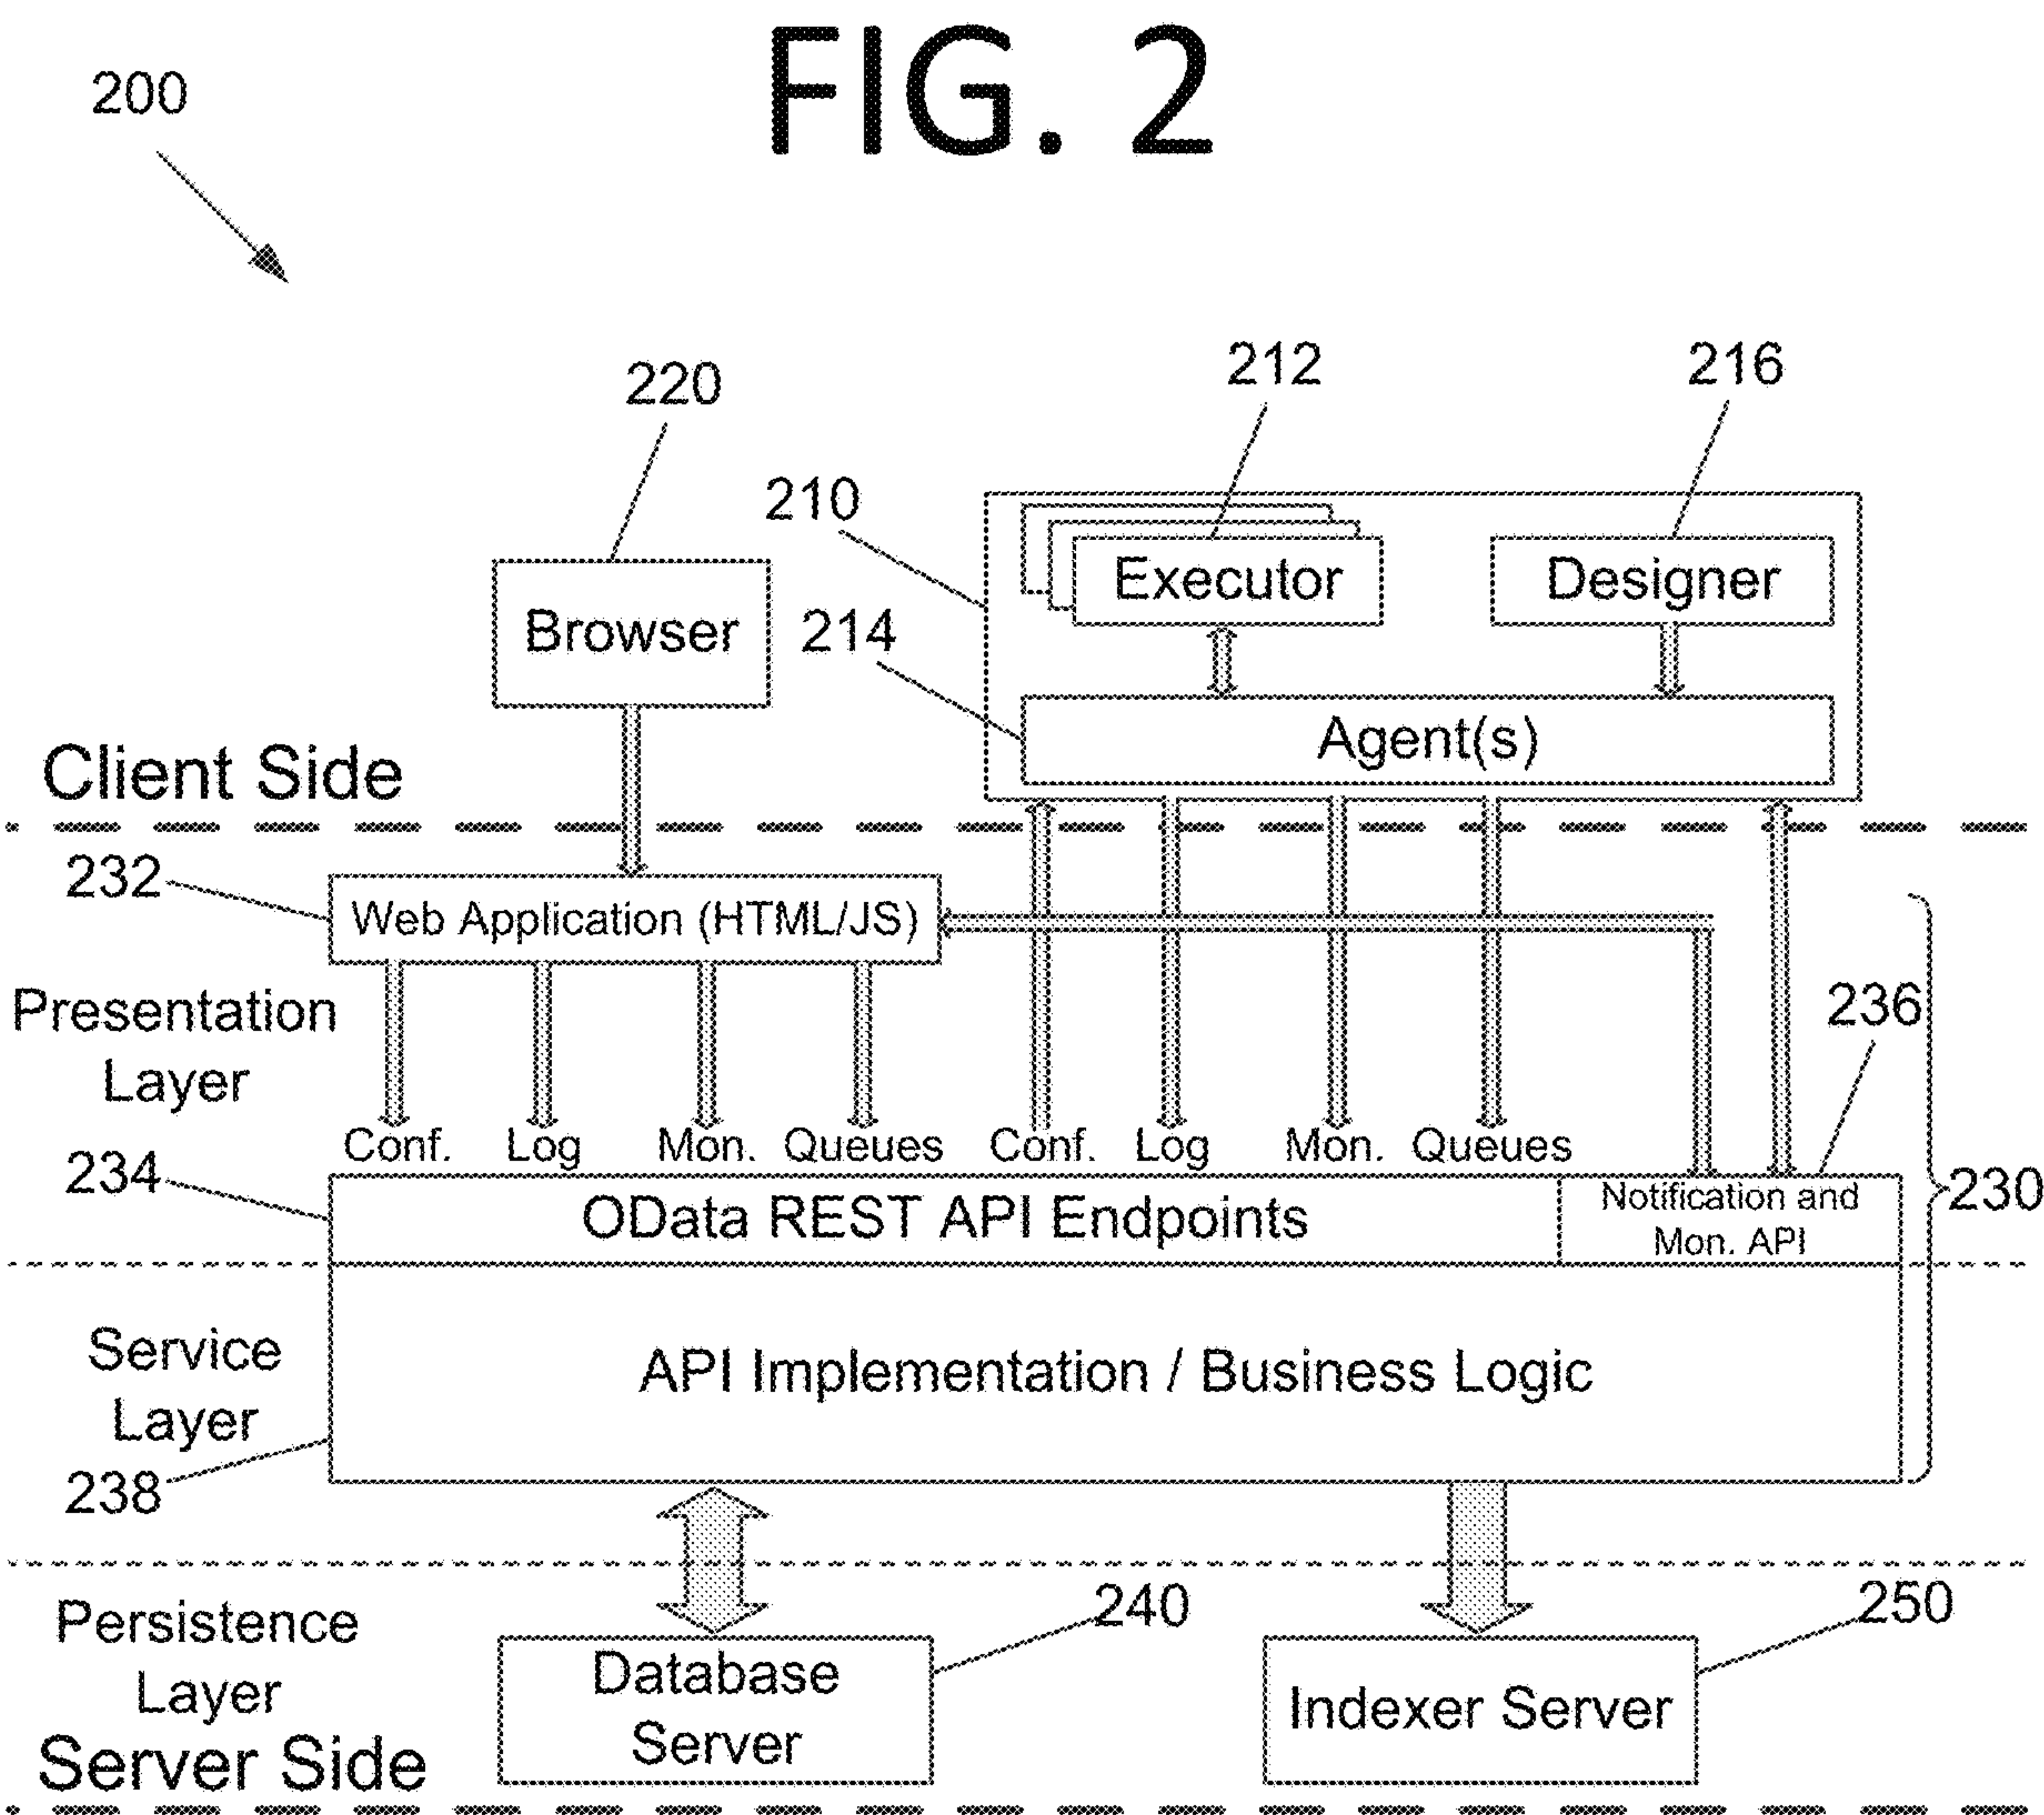 FIG. 2
200
220
212
216
210
Executor
Designer
Browser
214
Agent(s)
Client Side
232
Web Application (HTML/JS)
Presentation
Layer
236
Conf.
Log
Mon.
Queues
Conf.
Log
Mon.
Queues
234
OData REST API Endpoints
Notification and
Mon. API
230
Service
Layer
API Implementation / Business Logic
238
Persistence
Layer
240
250
Database
Server
Indexer Server
Server Side